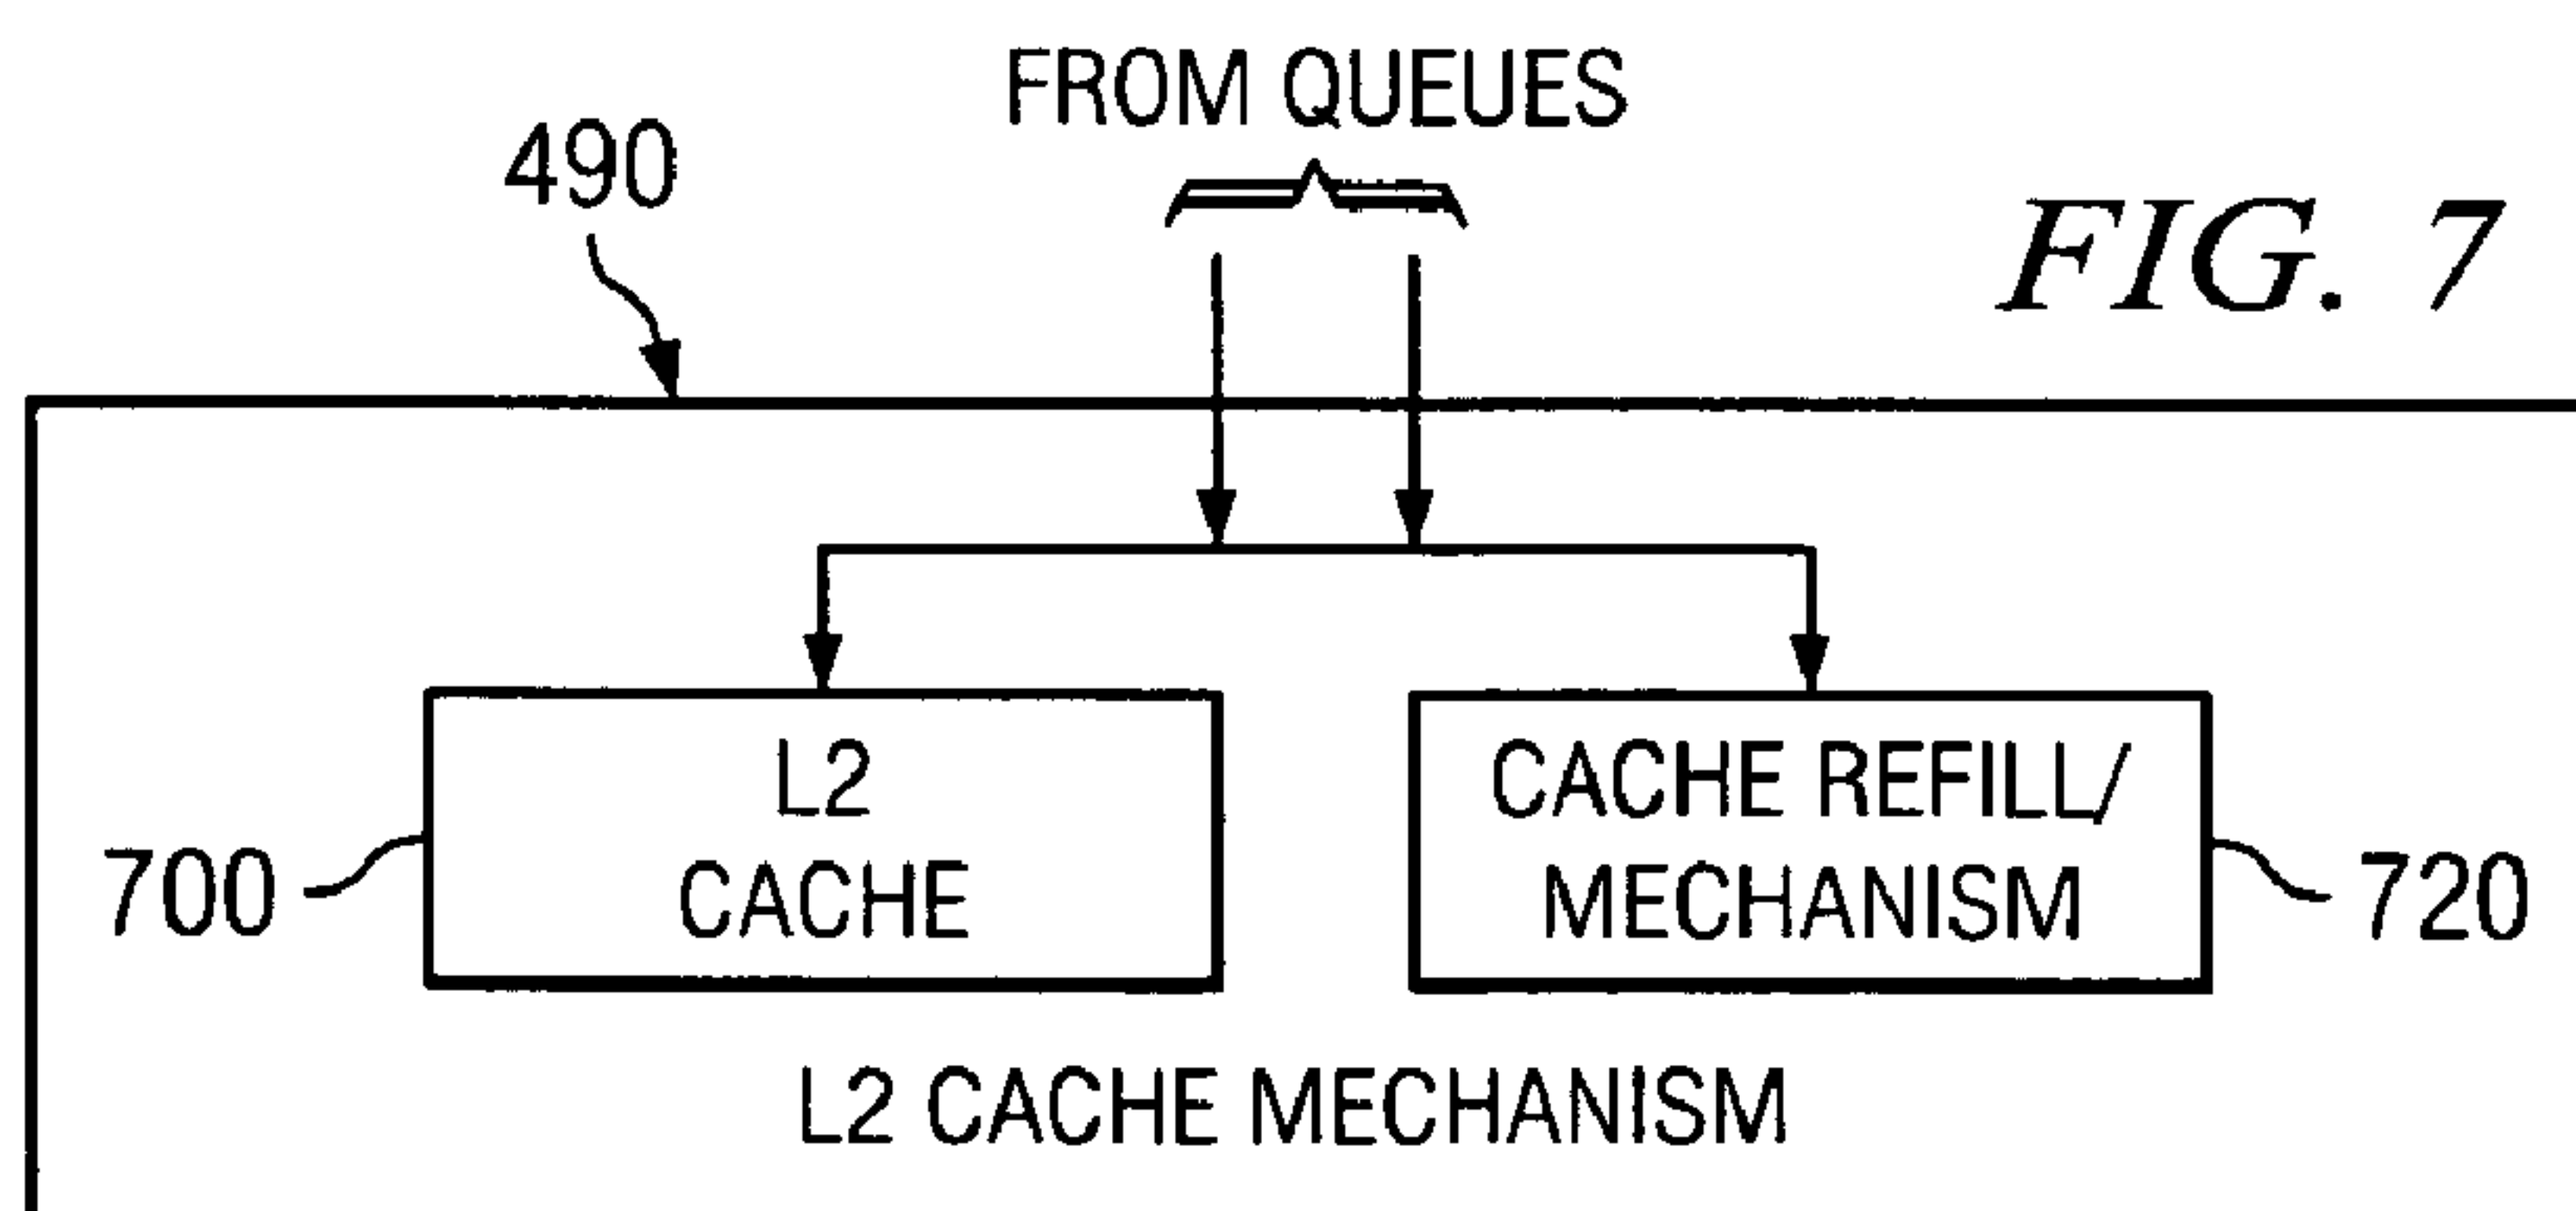 FROM QUEUES
490
FIG. 7
L2
CACHE
CACHE REFILL/
MECHANISM
700
720
L2 CACHE MECHANISM